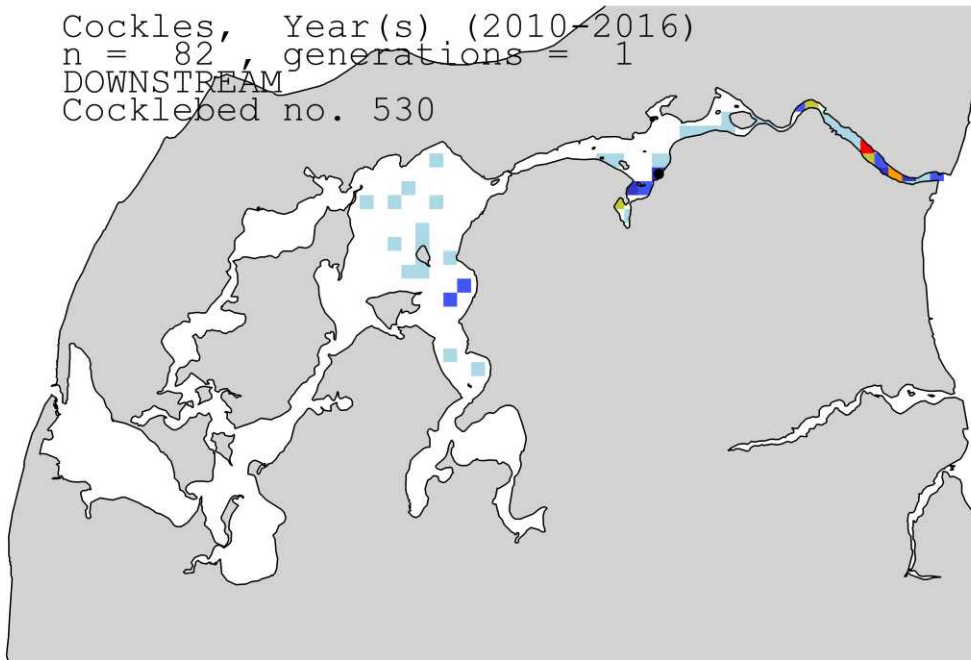 Cockles, Year(s) (2010-2016)
n = 82, generations = 1
DOWNSTREAM
Cocklebed no. 530